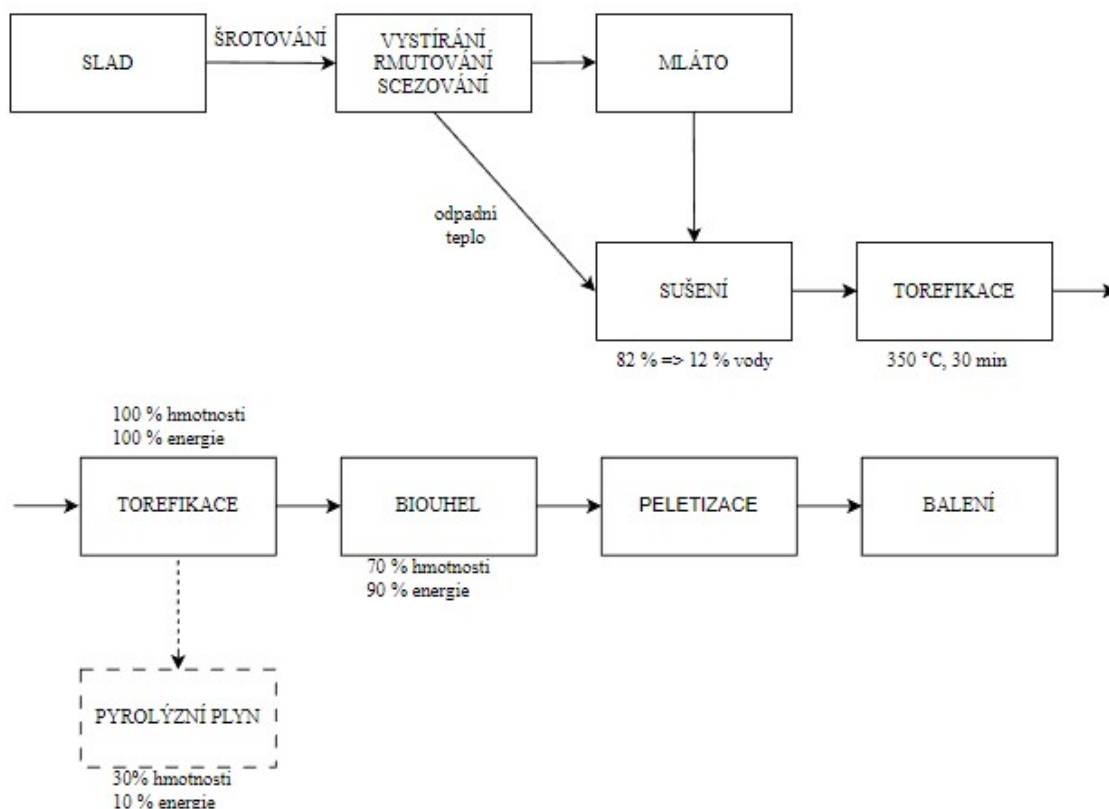 SLAD
ŠROTOVÁNÍ
VYSTÍRÁNÍ
RMUTOVÁNÍ
SCEZOVÁNÍ
MLÁTO
odpadní
teplo
SUŠENÍ
82 % => 12 % vody
TOREFIKACE
350 °C, 30 min
100 % hmotnosti
100 % energie
TOREFIKACE
BIOUHEL
70 % hmotnosti
90 % energie
PELETIZACE
BALENÍ
PYROLÝZNÍ PLYN
30% hmotnosti
10 % energie